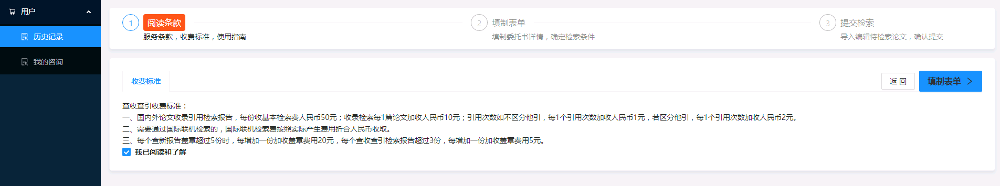 用户
历史记录
我的咨询
1 阅读条款
服务条款，收费标准，使用指南
2 填制表单
填制委托书详情，确定检索条件
3 提交检索
导入编辑待检索论文，确认提交
收费标准
返 回
填制表单
查收查引收费标准：
一、国内外论文收录引用检索报告，每份收基本检索费人民币50元；收录检索每1篇论文加收人民币10元；引用次数如不区分他引，每1个引用次数加收人民币1元，若区分他引，每1个引用次数加收人民币2元。
二、需要通过国际联机检索的，国际联机检索费按照实际产生费用折合人民币收取。
三、每个查新报告盖章超过5份时，每增加一份加收盖章费用20元，每个查收查引检索报告超过3份，每增加一份加收盖章费用5元。
我已阅读和了解